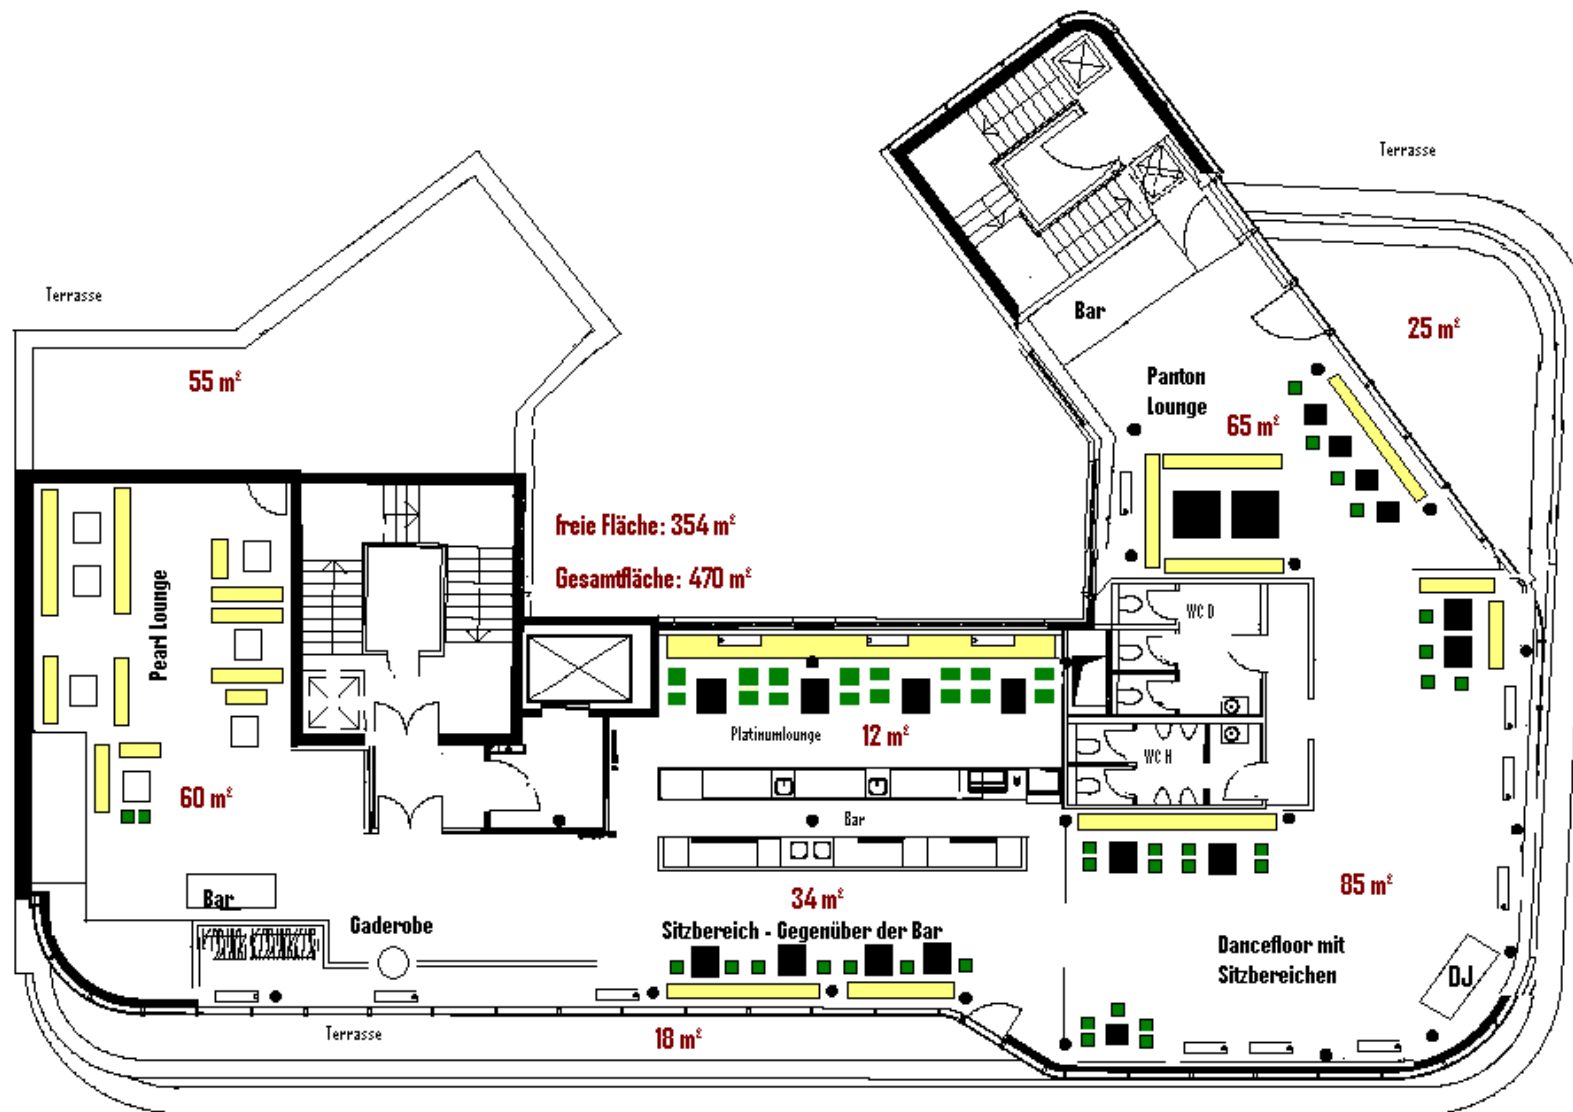 Terrasse
Terrasse
Bar
25 m²
55 m²
Panton
Lounge
65 m²
freie Fläche: 354 m²
Gesamtfläche: 470 m²
Pearl Lounge
WC D
Platinumlounge
12 m²
WC H
60 m²
Bar
85 m²
Bar
34 m²
Gaderobe
Sitzbereich - Gegenüber der Bar
Dancefloor mit
Sitzbereichen
DJ
Terrasse
18 m²